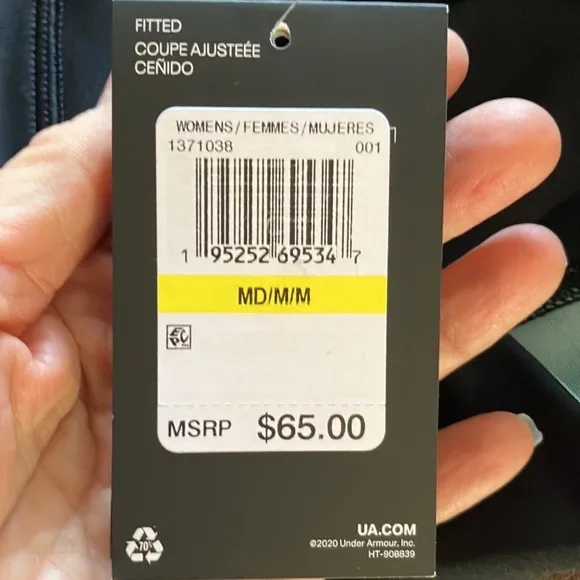 FITTED
COUPE AJUSTEÉE
CEÑIDO
WOMENS/FEMMES/MUJERES
1371038 001
1 95252 69534 7
MD/M/M
EPC
MSRP $65.00
70%
UA.COM
©2020 Under Armour, Inc.
HT-908839